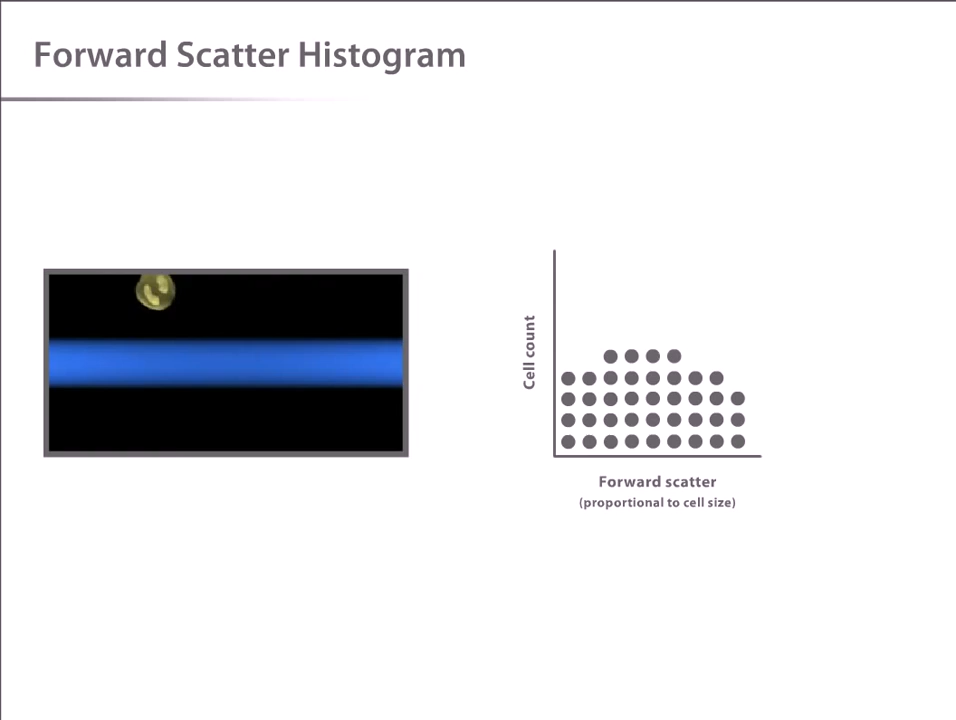 Forward Scatter Histogram
Cell count
Forward scatter
(proportional to cell size)